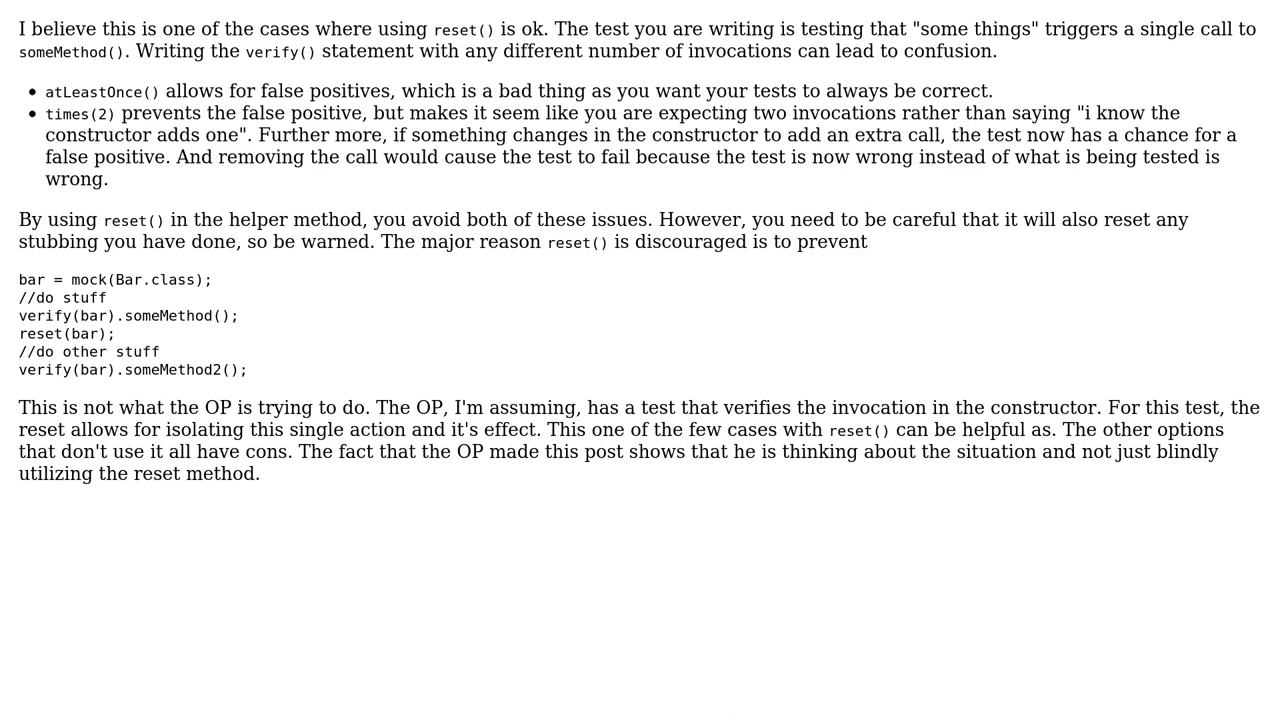 I believe this is one of the cases where using reset() is ok. The test you are writing is testing that "some things" triggers a single call to
someMethod(). Writing the verify() statement with any different number of invocations can lead to confusion.
• atLeastOnce() allows for false positives, which is a bad thing as you want your tests to always be correct.
• times(2) prevents the false positive, but makes it seem like you are expecting two invocations rather than saying "i know the
constructor adds one". Further more, if something changes in the constructor to add an extra call, the test now has a chance for a
false positive. And removing the call would cause the test to fail because the test is now wrong instead of what is being tested is
wrong.
By using reset() in the helper method, you avoid both of these issues. However, you need to be careful that it will also reset any
stubbing you have done, so be warned. The major reason reset() is discouraged is to prevent
bar = mock(Bar.class);
//do stuff
verify(bar).someMethod();
reset(bar);
//do other stuff
verify(bar).someMethod2();
This is not what the OP is trying to do. The OP, I'm assuming, has a test that verifies the invocation in the constructor. For this test, the
reset allows for isolating this single action and it's effect. This one of the few cases with reset() can be helpful as. The other options
that don't use it all have cons. The fact that the OP made this post shows that he is thinking about the situation and not just blindly
utilizing the reset method.